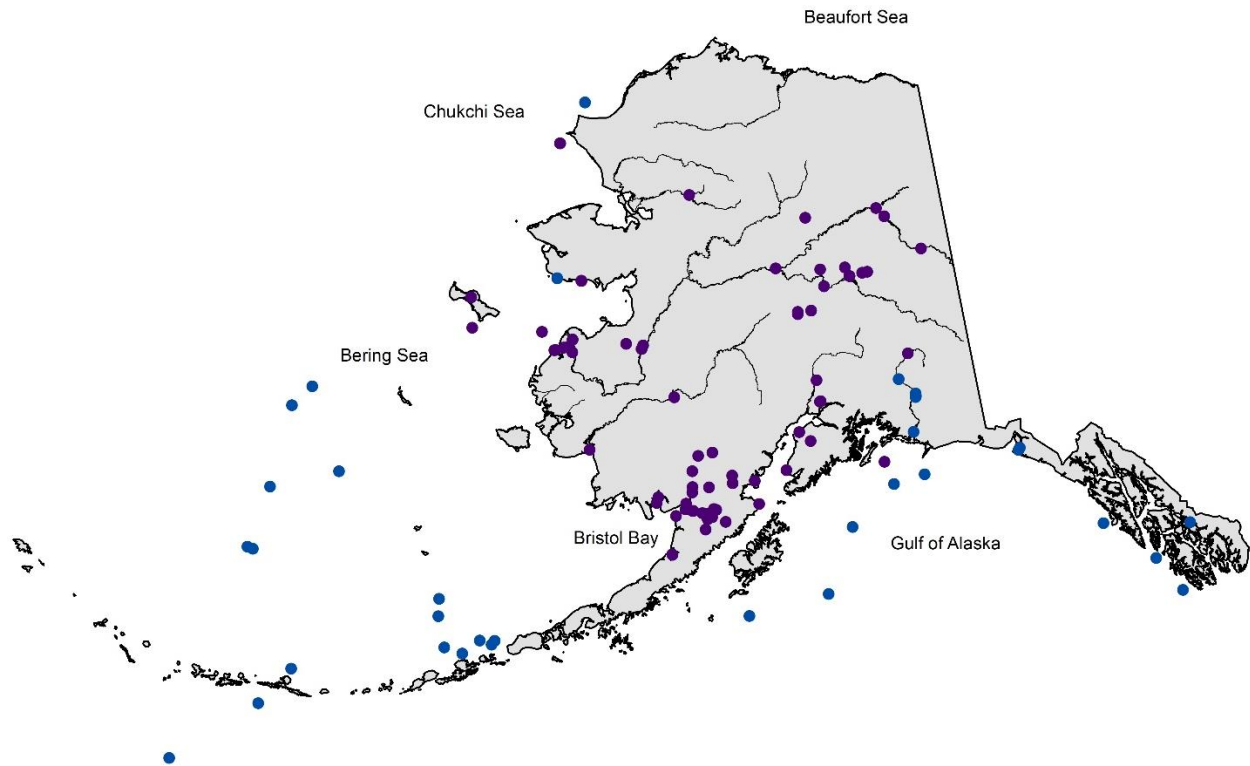 Beaufort Sea
Chukchi Sea
Bering Sea
Bristol Bay
Gulf of Alaska